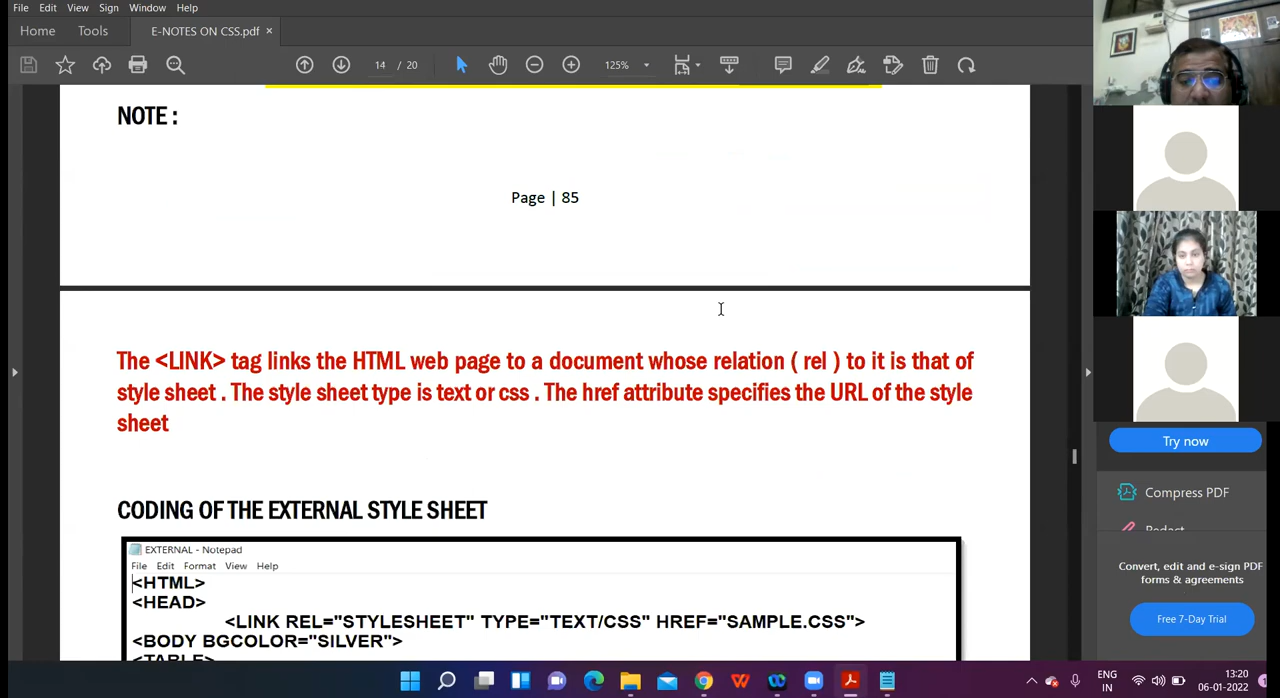 File Edit View Sign Window Help
Home Tools E-NOTES ON CSS.pdf ×
14 / 20 125%
NOTE :
Page | 85
The <LINK> tag links the HTML web page to a document whose relation ( rel ) to it is that of
style sheet . The style sheet type is text or css . The href attribute specifies the URL of the style
sheet
CODING OF THE EXTERNAL STYLE SHEET
EXTERNAL - Notepad
File Edit Format View Help
<HTML>
<HEAD>
<LINK REL="STYLESHEET" TYPE="TEXT/CSS" HREF="SAMPLE.CSS">
<BODY BGCOLOR="SILVER">
<TABLE>
Try now
Compress PDF
Redact
Convert, edit and e-sign PDF
forms & agreements
Free 7-Day Trial
ENG
IN
13:20
06-01-2022